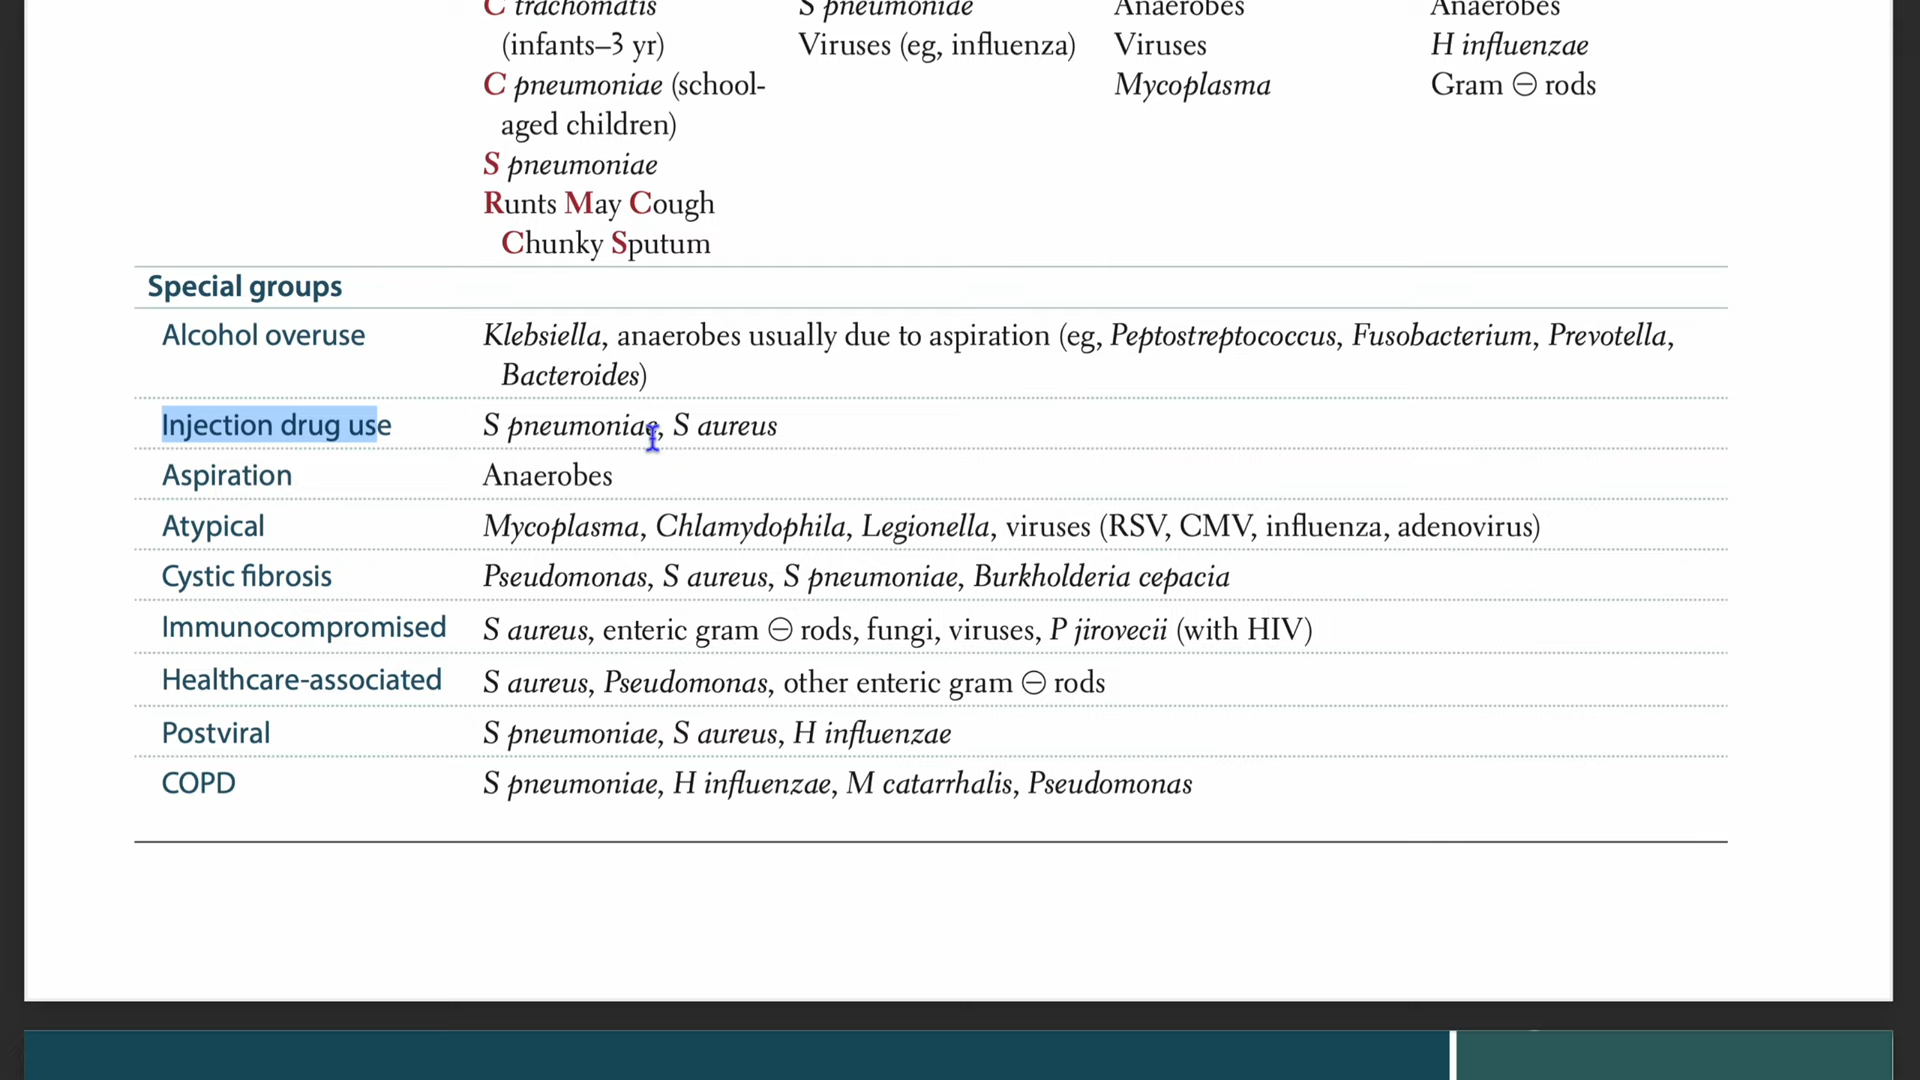 C trachomatis S pneumoniae Anaerobes Anaerobes
(infants–3 yr) Viruses (eg, influenza) Viruses H influenzae
C pneumoniae (school- Mycoplasma Gram ⊖ rods
aged children)
S pneumoniae
Runts May Cough
Chunky Sputum
Special groups
Alcohol overuse Klebsiella, anaerobes usually due to aspiration (eg, Peptostreptococcus, Fusobacterium, Prevotella,
Bacteroides)
Injection drug use S pneumoniae, S aureus
Aspiration Anaerobes
Atypical Mycoplasma, Chlamydophila, Legionella, viruses (RSV, CMV, influenza, adenovirus)
Cystic fibrosis Pseudomonas, S aureus, S pneumoniae, Burkholderia cepacia
Immunocompromised S aureus, enteric gram ⊖ rods, fungi, viruses, P jirovecii (with HIV)
Healthcare-associated S aureus, Pseudomonas, other enteric gram ⊖ rods
Postviral S pneumoniae, S aureus, H influenzae
COPD S pneumoniae, H influenzae, M catarrhalis, Pseudomonas